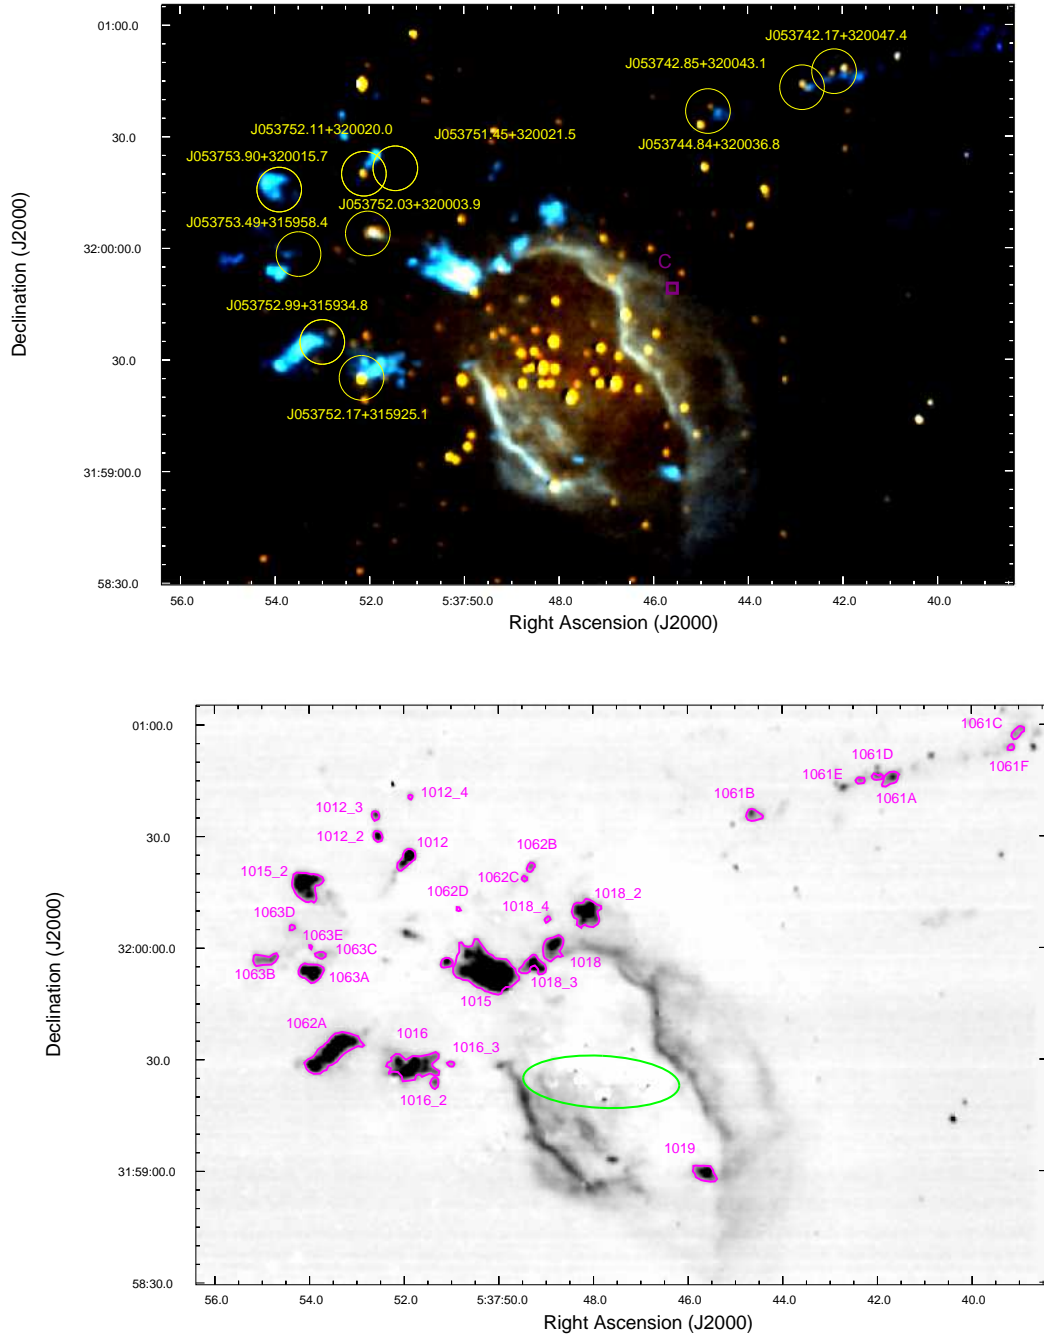 01:00.0
J053742.17+320047.4
J053742.85+320043.1
30.0
J053752.11+320020.0
J053751.45+320021.5
J053744.84+320036.8
J053753.90+320015.7
J053752.03+320003.9
J053753.49+315958.4
32:00:00.0
C
J053752.99+315934.8
30.0
J053752.17+315925.1
31:59:00.0
58:30.0
Declination (J2000)
56.0 54.0 52.0 5:37:50.0 48.0 46.0 44.0 42.0 40.0
Right Ascension (J2000)
01:00.0
1061C
1061D
1061F
1061E
1061A
1012_4
1012_3
1061B
30.0
1012_2
1012
1062B
1015_2
1062C
1062D
1018_2
1063D
1018_4
1063E
32:00:00.0
1063C
1018
1063B
1063A
1018_3
1015
1062A
1016
1016_3
30.0
1016_2
1019
31:59:00.0
58:30.0
Declination (J2000)
56.0 54.0 52.0 5:37:50.0 48.0 46.0 44.0 42.0 40.0
Right Ascension (J2000)